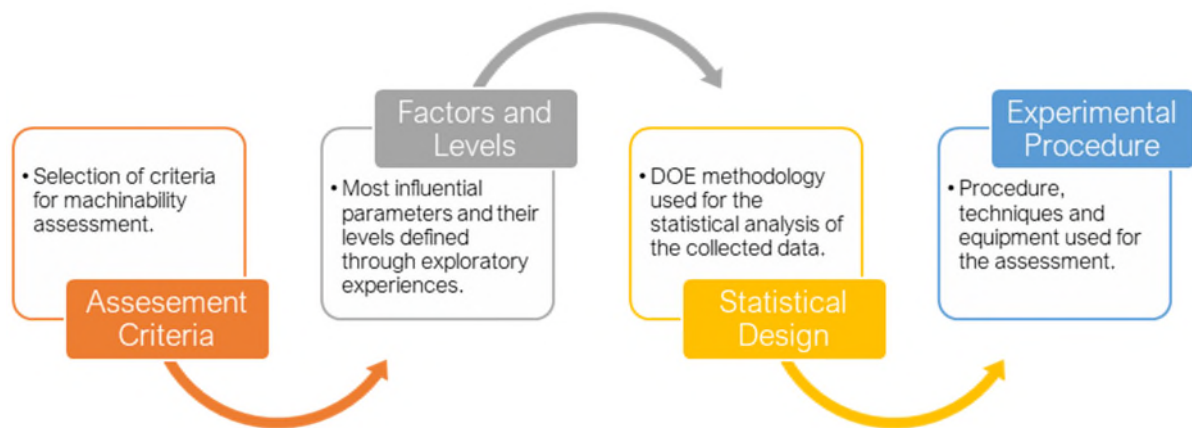 • Selection of criteria
for machinability
assessment.
Assesement
Criteria
Factors and
Levels
• Most influential
parameters and their
levels defined
through exploratory
experiences.
• DOE methodology
used for the
statistical analysis
of the collected data.
Statistical
Design
Experimental
Procedure
• Procedure,
techniques and
equipment used for
the assessment.